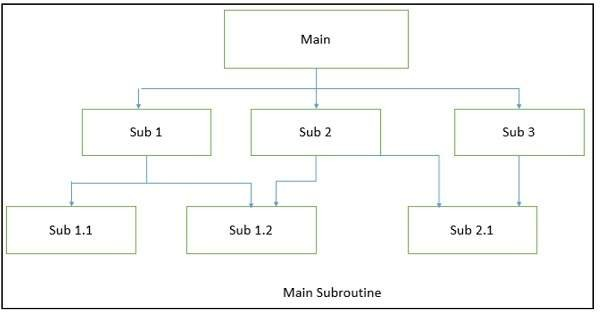 Main
Sub 1
Sub 2
Sub 3
Sub 1.1
Sub 1.2
Sub 2.1
Main Subroutine